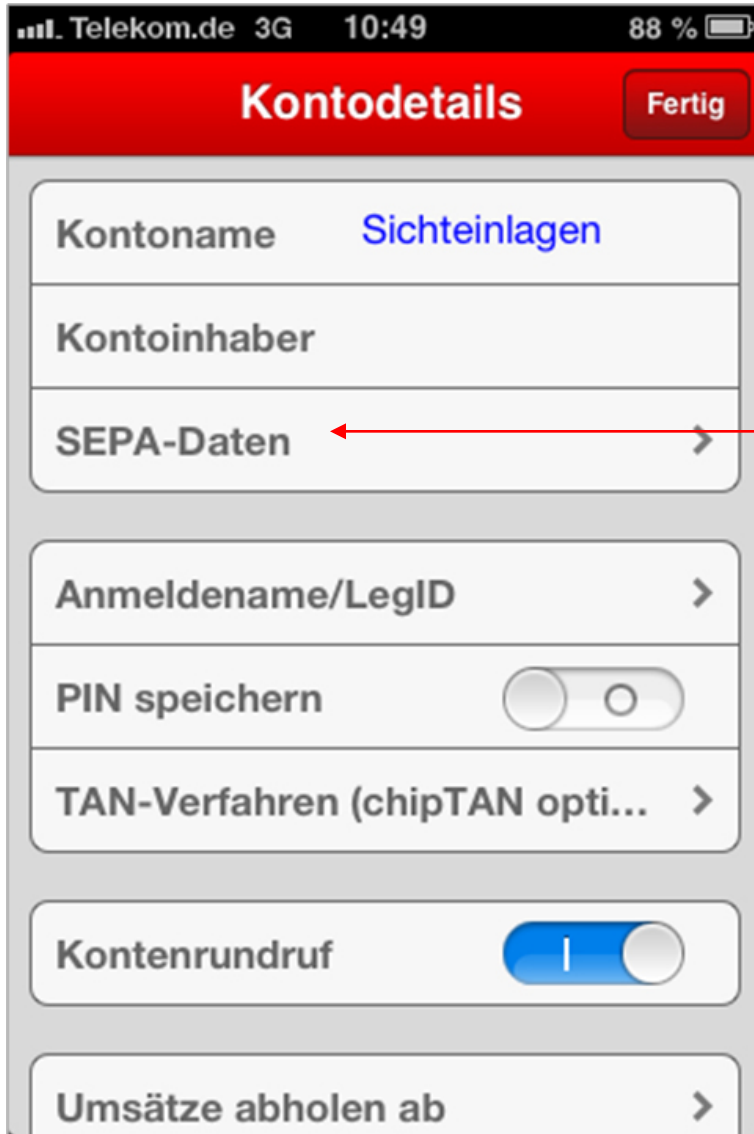 Telekom.de 3G 10:49 88 %
Kontodetails Fertig
Kontoname Sichteinlagen
Kontoinhaber
SEPA-Daten
Anmeldename/LegID
PIN speichern
TAN-Verfahren (chipTAN opti...
Kontenrundruf
Umsätze abholen ab